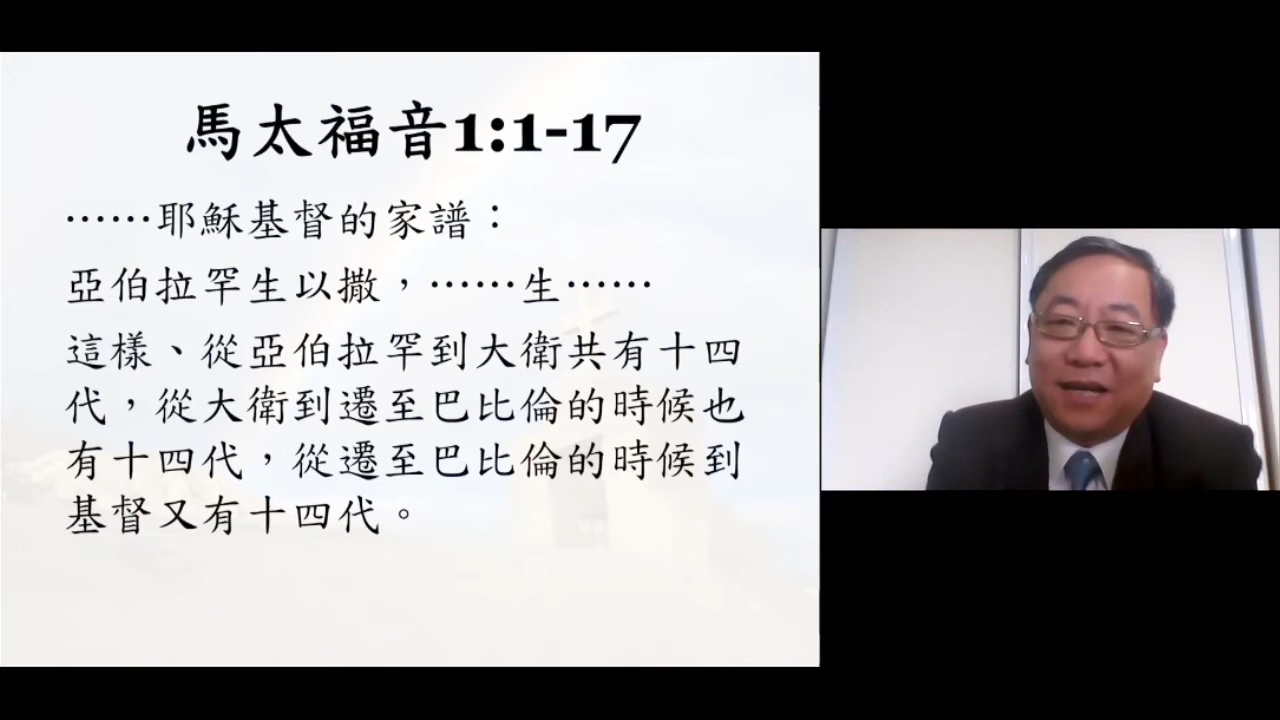 馬太福音1:1-17
……耶穌基督的家譜：
亞伯拉罕生以撒，……生……
這樣、從亞伯拉罕到大衛共有十四
代，從大衛到遷至巴比倫的時候也
有十四代，從遷至巴比倫的時候到
基督又有十四代。